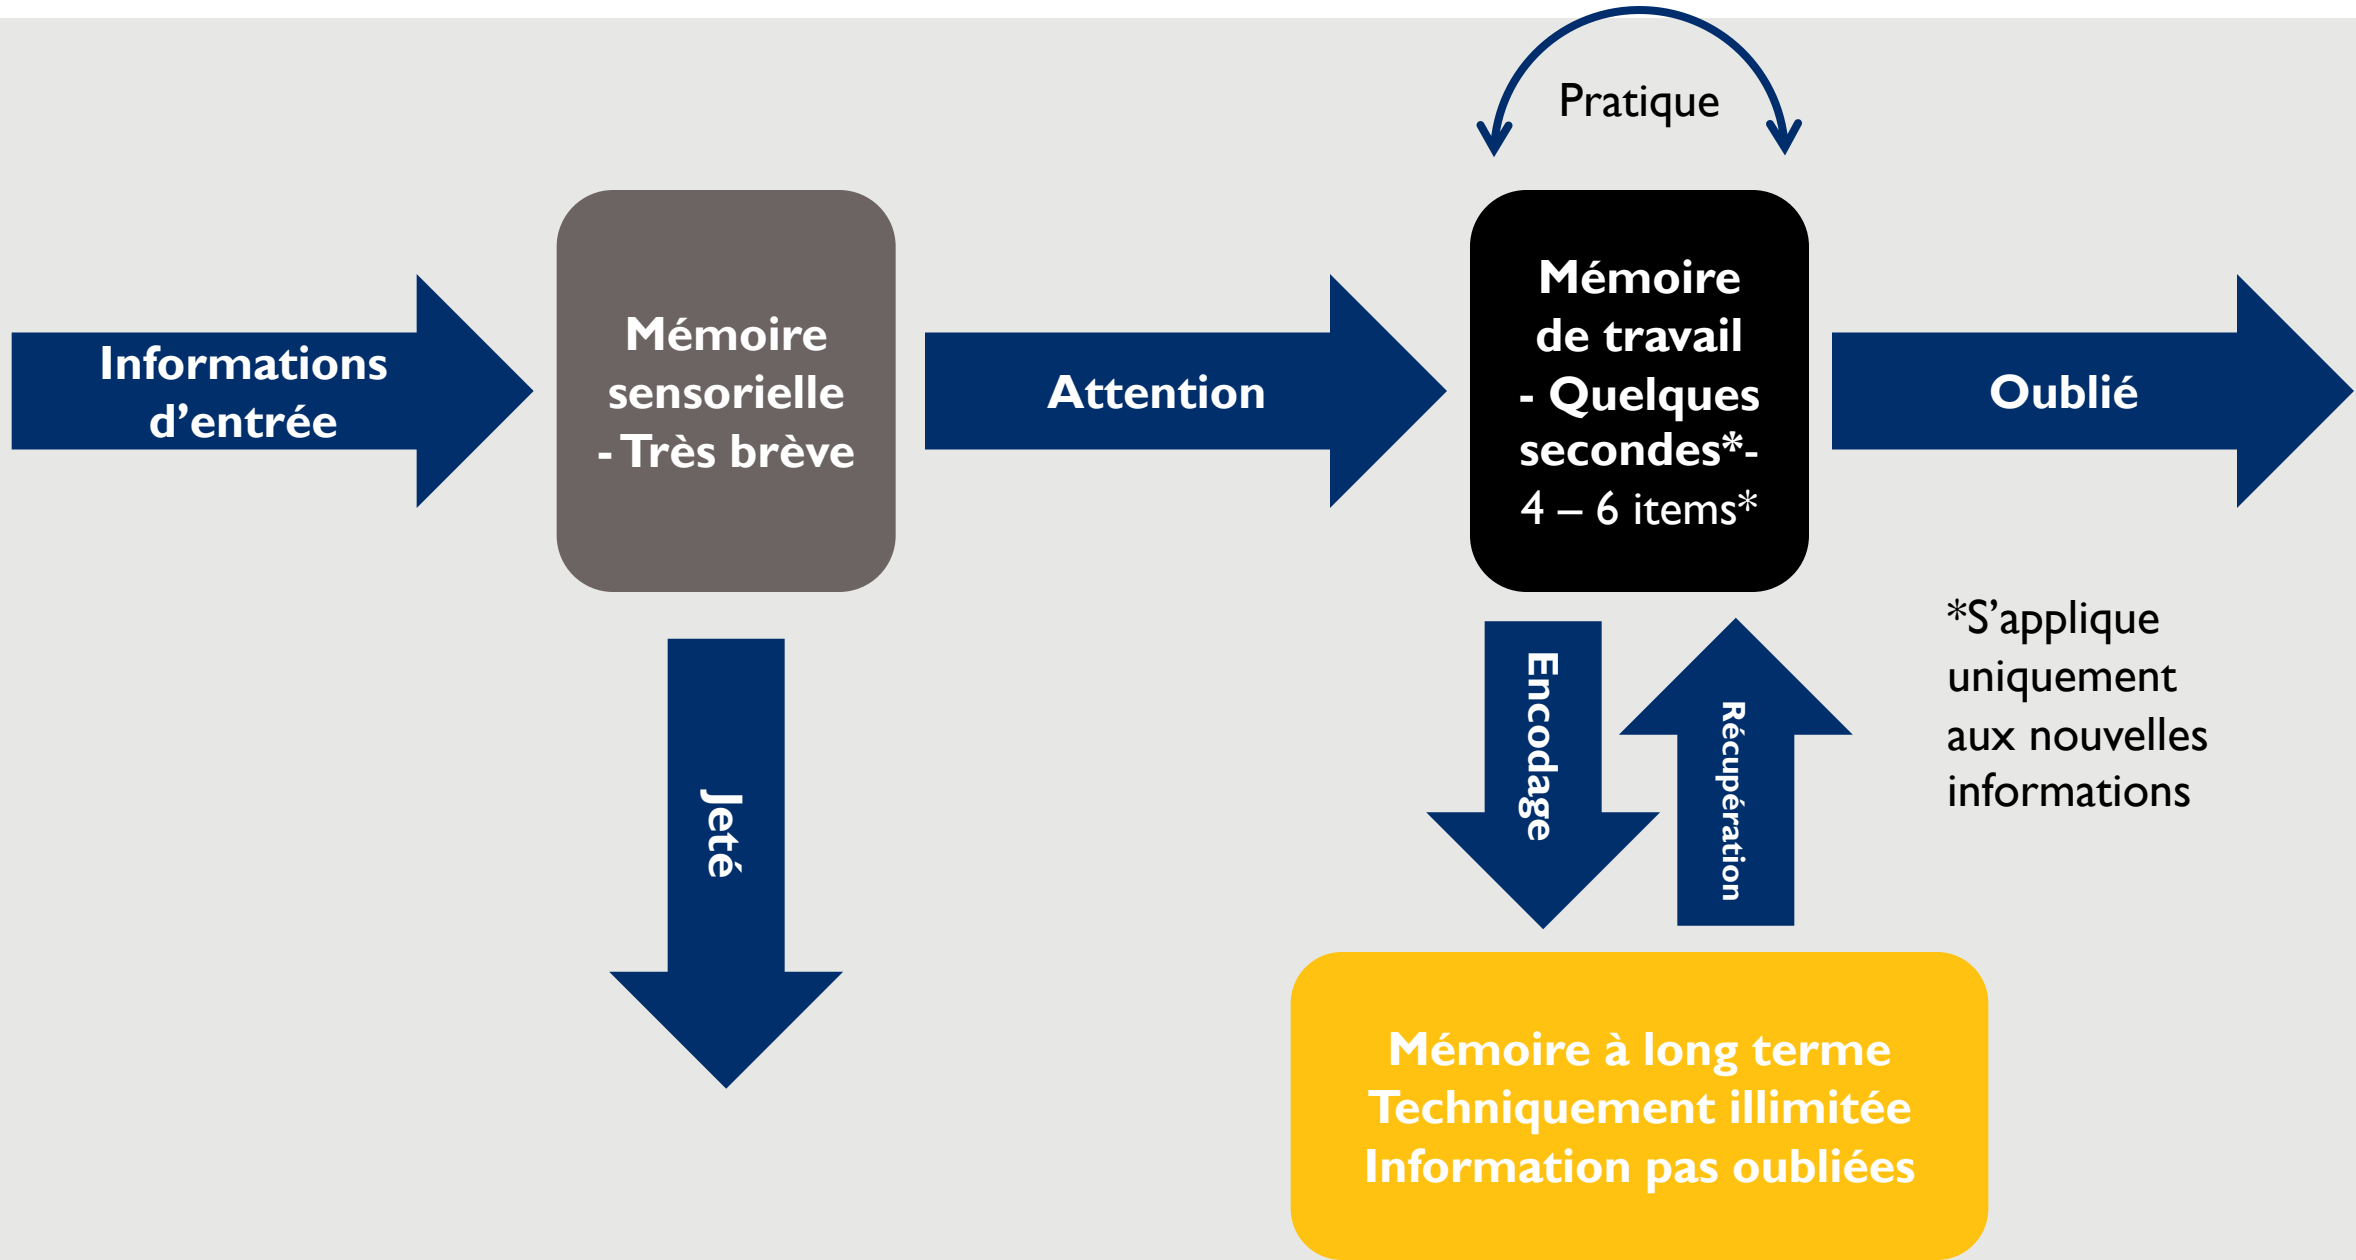 Pratique
Informations
d’entrée
Mémoire
sensorielle
- Très brève
Attention
Mémoire
de travail
- Quelques
secondes*-
4 – 6 items*
Oublié
Jeté
Encodage
Récupération
*S’applique
uniquement
aux nouvelles
informations
Mémoire à long terme
Techniquement illimitée
Information pas oubliées